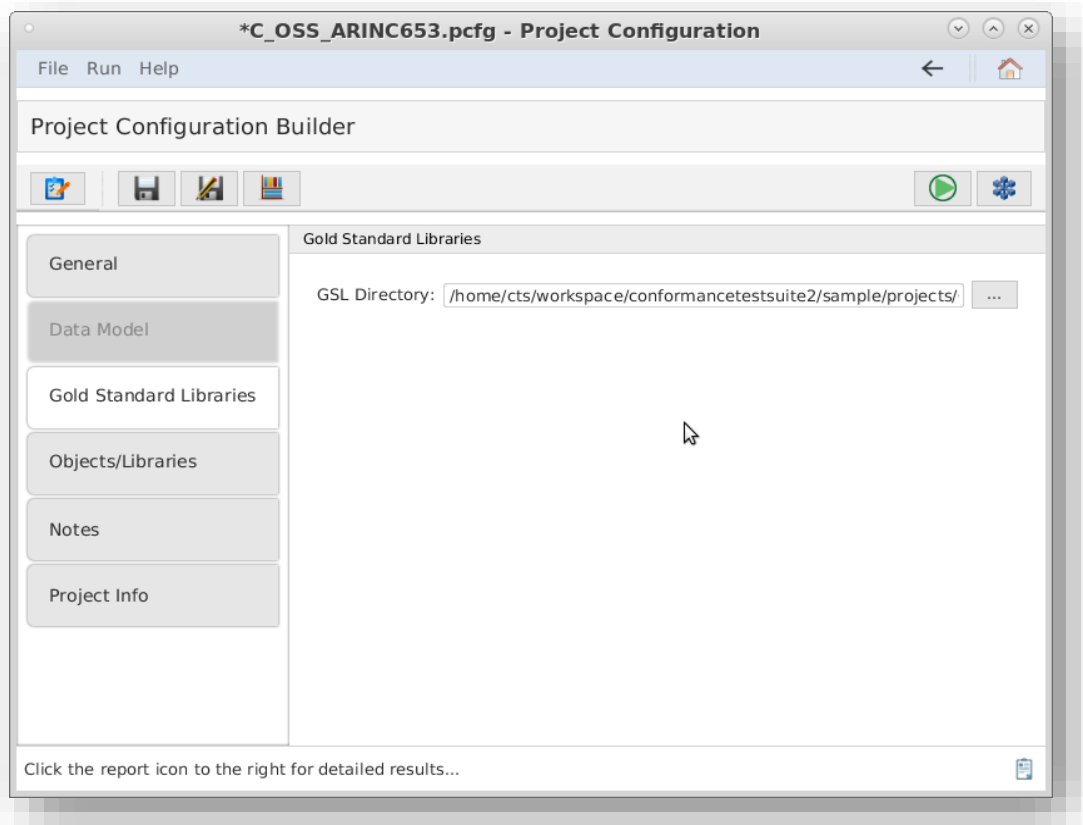 *C_OSS_ARINC653.pcfg - Project Configuration
File Run Help
Project Configuration Builder
Gold Standard Libraries
General
GSL Directory: /home/cts/workspace/conformancetestsuite2/sample/projects/ ...
Data Model
Gold Standard Libraries
Objects/Libraries
Notes
Project Info
Click the report icon to the right for detailed results...